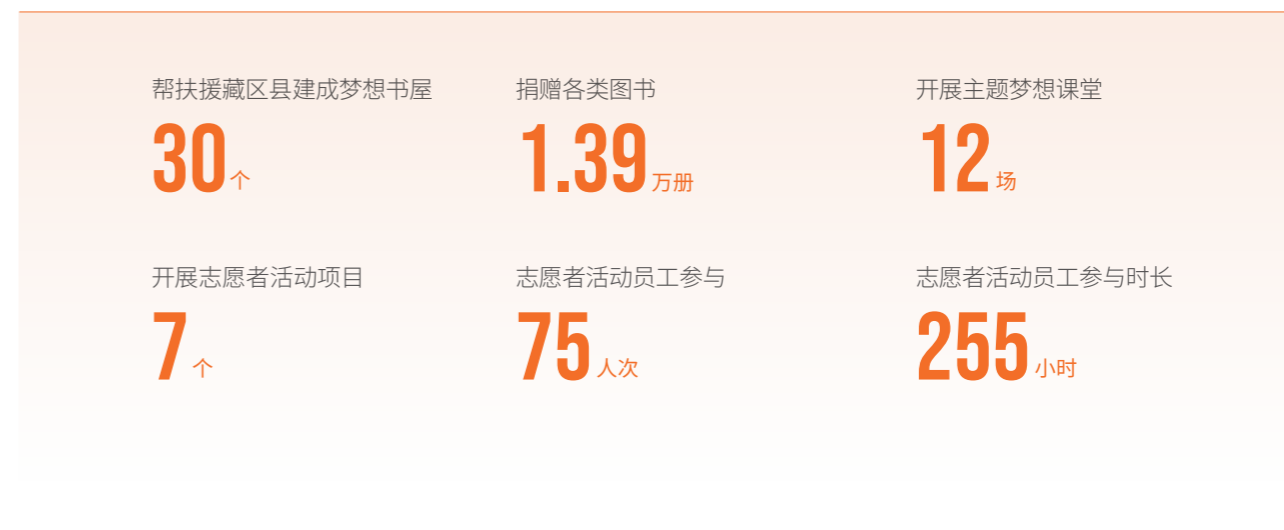 帮扶援藏区县建成梦想书屋
30个
捐赠各类图书
1.39万册
开展主题梦想课堂
12场
开展志愿者活动项目
7个
志愿者活动员工参与
75人次
志愿者活动员工参与时长
255小时